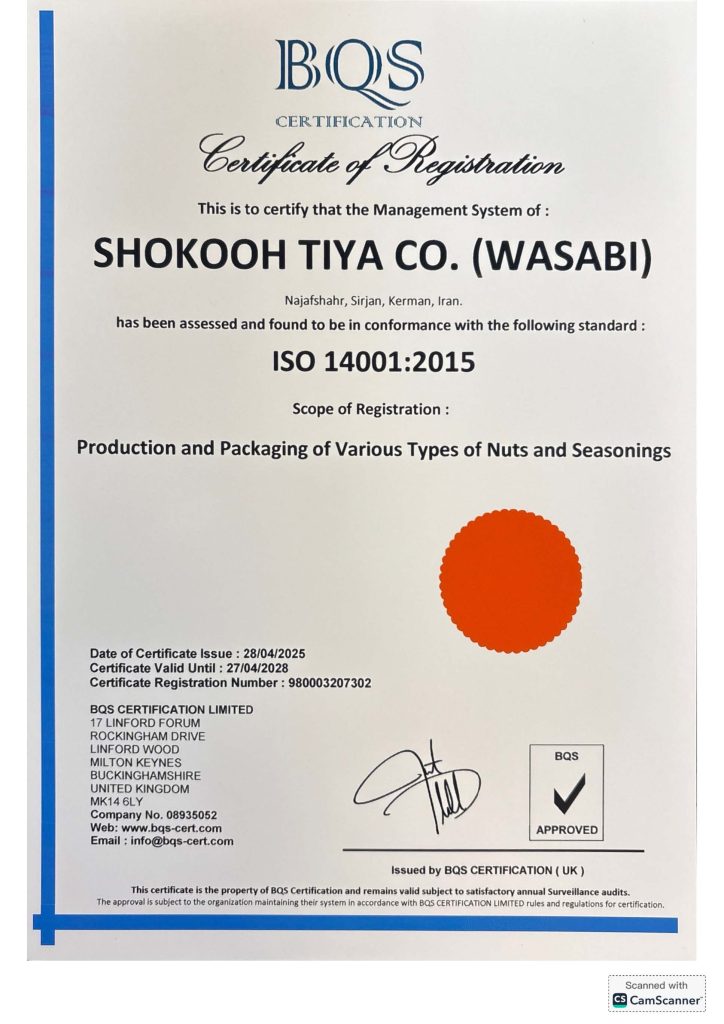 BQS
CERTIFICATION
Certificate of Registration
This is to certify that the Management System of :
SHOKOOH TIYA CO. (WASABI)
Najafshahr, Sirjan, Kerman, Iran.
has been assessed and found to be in conformance with the following standard :
ISO 14001:2015
Scope of Registration :
Production and Packaging of Various Types of Nuts and Seasonings
Date of Certificate Issue : 28/04/2025
Certificate Valid Until : 27/04/2028
Certificate Registration Number : 980003207302
BQS CERTIFICATION LIMITED
17 LINFORD FORUM
ROCKINGHAM DRIVE
LINFORD WOOD
MILTON KEYNES
BUCKINGHAMSHIRE
UNITED KINGDOM
MK14 6LY
Company No. 08935052
Web: www.bqs-cert.com
Email : info@bqs-cert.com
BQS
APPROVED
Issued by BQS CERTIFICATION ( UK )
This certificate is the property of BQS Certification and remains valid subject to satisfactory annual Surveillance audits.
The approval is subject to the organization maintaining their system in accordance with BQS CERTIFICATION LIMITED rules and regulations for certification.
Scanned with
CS CamScanner